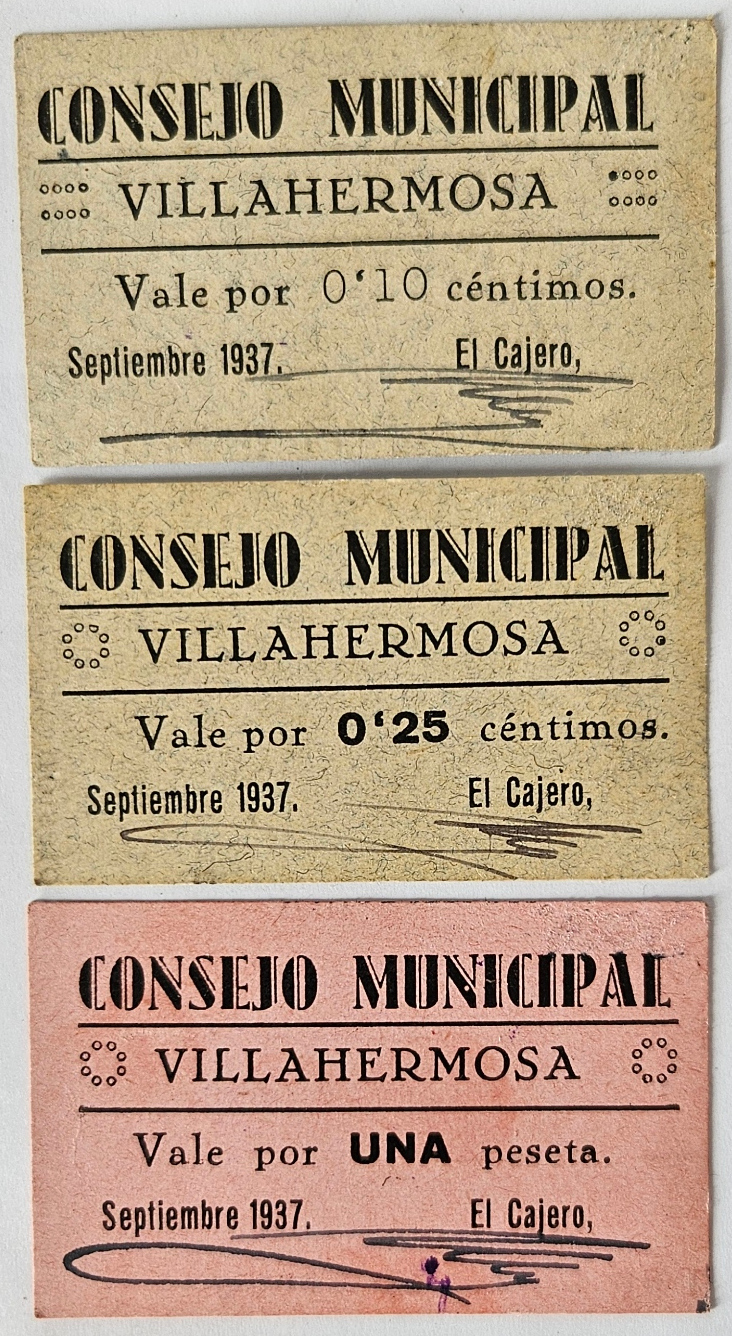 CONSEJO MUNICIPAL
VILLAHERMOSA
Vale por 0'10 céntimos.
Septiembre 1937. El Cajero,
CONSEJO MUNICIPAL
VILLAHERMOSA
Vale por 0'25 céntimos.
Septiembre 1937. El Cajero,
CONSEJO MUNICIPAL
VILLAHERMOSA
Vale por UNA peseta.
Septiembre 1937. El Cajero,